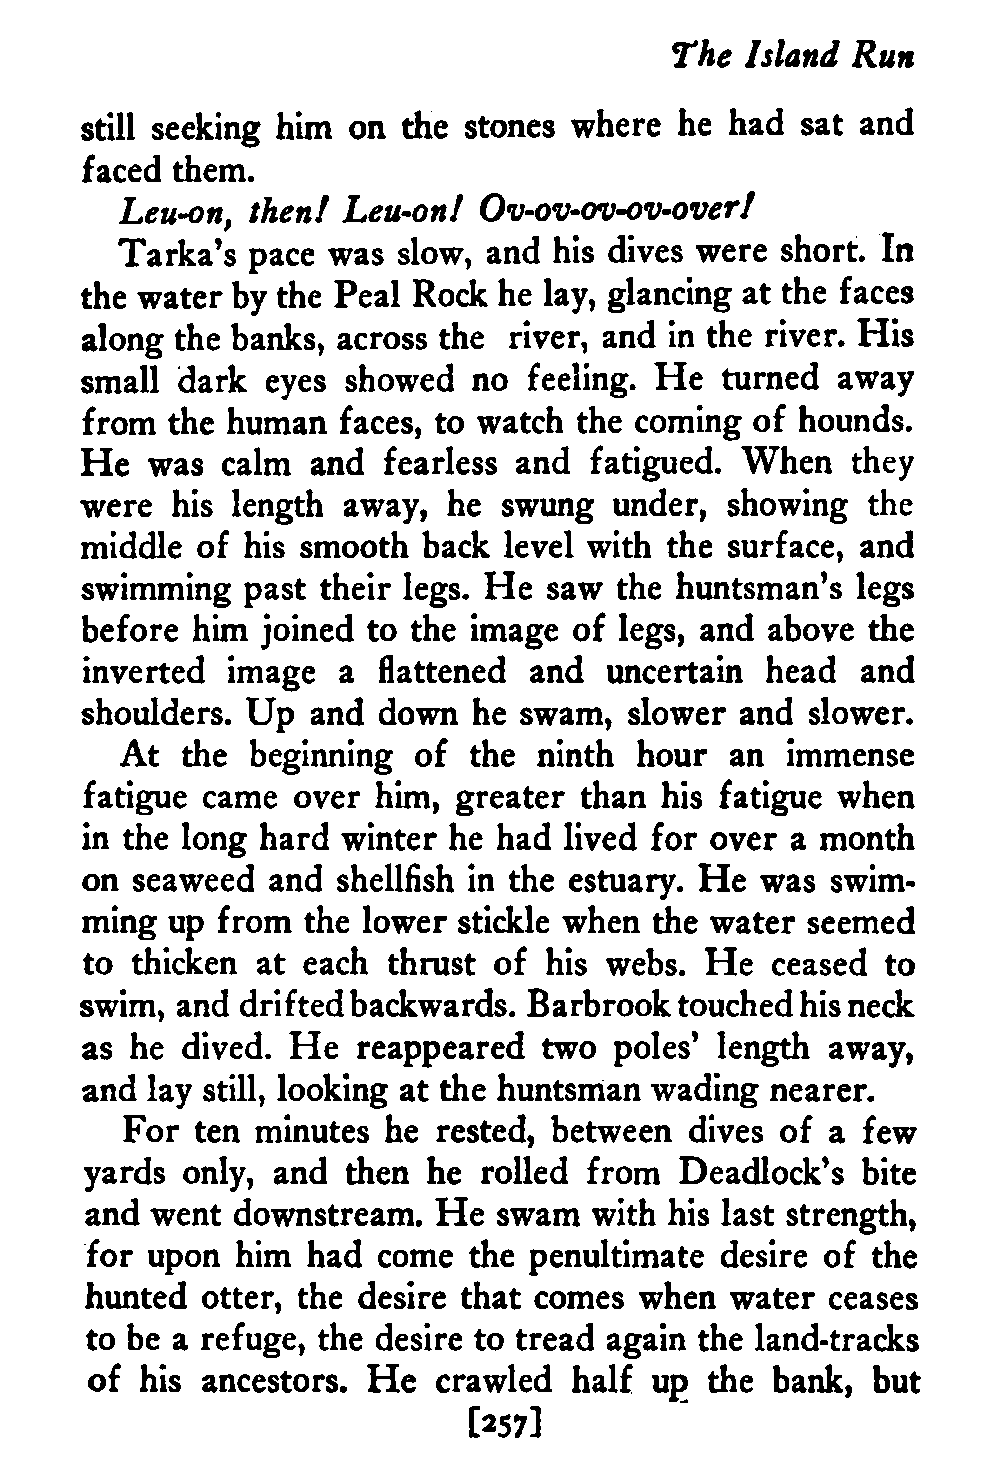 The Island Run
still seeking him on the stones where he had sat and
faced them.
Leu-on, then! Leu-on! Ov-ov-ov-ov-over!
Tarka's pace was slow, and his dives were short. In
the water by the Peal Rock he lay, glancing at the faces
along the banks, across the river, and in the river. His
small dark eyes showed no feeling. He turned away
from the human faces, to watch the coming of hounds.
He was calm and fearless and fatigued. When they
were his length away, he swung under, showing the
middle of his smooth back level with the surface, and
swimming past their legs. He saw the huntsman's legs
before him joined to the image of legs, and above the
inverted image a flattened and uncertain head and
shoulders. Up and down he swam, slower and slower.
At the beginning of the ninth hour an immense
fatigue came over him, greater than his fatigue when
in the long hard winter he had lived for over a month
on seaweed and shellfish in the estuary. He was swim-
ming up from the lower stickle when the water seemed
to thicken at each thrust of his webs. He ceased to
swim, and drifted backwards. Barbrook touched his neck
as he dived. He reappeared two poles' length away,
and lay still, looking at the huntsman wading nearer.
For ten minutes he rested, between dives of a few
yards only, and then he rolled from Deadlock's bite
and went downstream. He swam with his last strength,
for upon him had come the penultimate desire of the
hunted otter, the desire that comes when water ceases
to be a refuge, the desire to tread again the land-tracks
of his ancestors. He crawled half up the bank, but
[257]